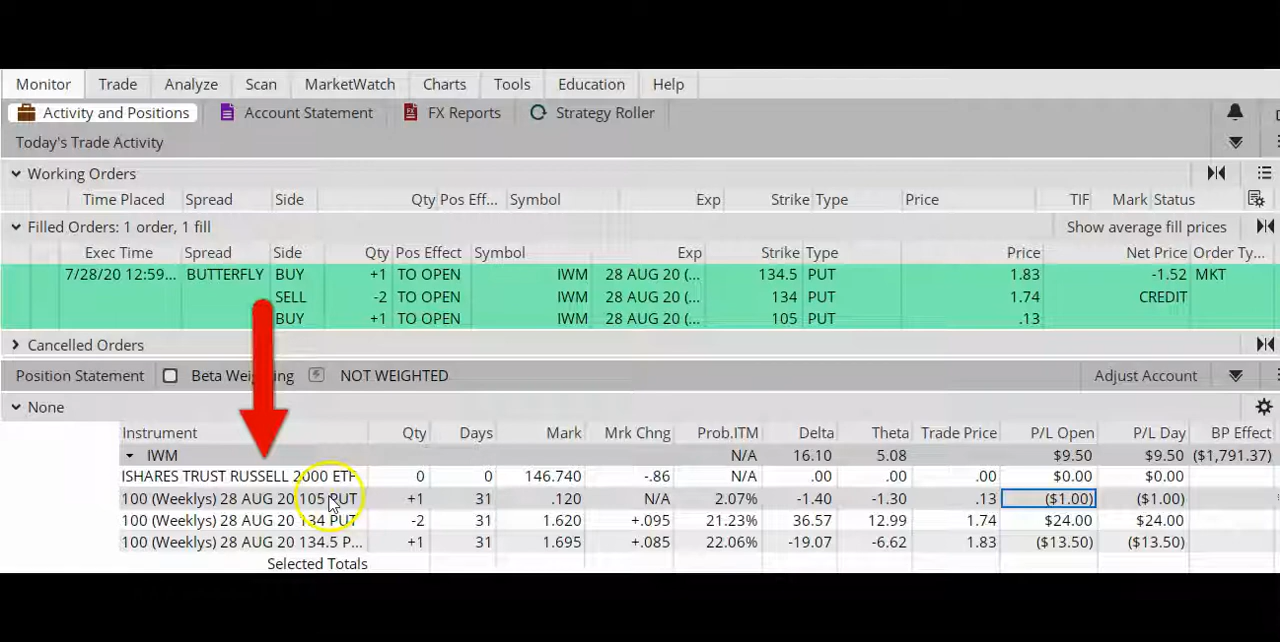 Monitor Trade Analyze Scan MarketWatch Charts Tools Education Help
Activity and Positions Account Statement FX Reports Strategy Roller
Today's Trade Activity
Working Orders
Time Placed Spread Side Qty Pos Eff... Symbol Exp Strike Type Price TIF Mark Status
Filled Orders: 1 order, 1 fill Show average fill prices
Exec Time Spread Side Qty Pos Effect Symbol Exp Strike Type Price Net Price Order Ty...
7/28/20 12:59... BUTTERFLY BUY +1 TO OPEN IWM 28 AUG 20 (... 134.5 PUT 1.83 -1.52 MKT
SELL -2 TO OPEN IWM 28 AUG 20 (... 134 PUT 1.74 CREDIT
BUY +1 TO OPEN IWM 28 AUG 20 (... 105 PUT .13
Cancelled Orders
Position Statement Beta Weighting NOT WEIGHTED Adjust Account
None
Instrument Qty Days Mark Mrk Chng Prob.ITM Delta Theta Trade Price P/L Open P/L Day BP Effect
IWM N/A 16.10 5.08 $9.50 $9.50 ($1,791.37)
ISHARES TRUST RUSSELL 2000 ETF 0 0 146.740 -.86 N/A .00 .00 .00 $0.00 $0.00
100 (Weeklys) 28 AUG 20 105 PUT +1 31 .120 N/A 2.07% -1.40 -1.30 .13 ($1.00) ($1.00)
100 (Weeklys) 28 AUG 20 134 PUT -2 31 1.620 +.095 21.23% 36.57 12.99 1.74 $24.00 $24.00
100 (Weeklys) 28 AUG 20 134.5 P... +1 31 1.695 +.085 22.06% -19.07 -6.62 1.83 ($13.50) ($13.50)
Selected Totals